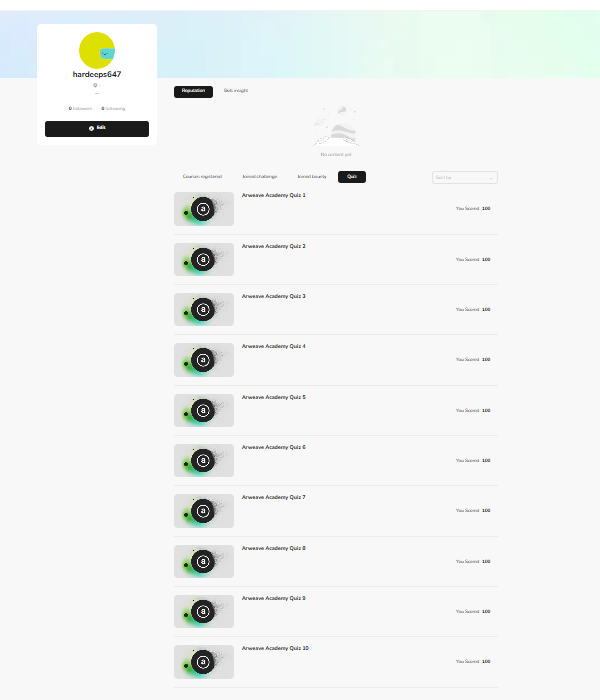 hardeeps647
0 followers 0 following
Edit
Reputation Skill insight
No content yet
Courses registered Joined challenge Joined bounty Quiz
Sort by
Arweave Academy Quiz 1
You Scored 100
Arweave Academy Quiz 2
You Scored 100
Arweave Academy Quiz 3
You Scored 100
Arweave Academy Quiz 4
You Scored 100
Arweave Academy Quiz 5
You Scored 100
Arweave Academy Quiz 6
You Scored 100
Arweave Academy Quiz 7
You Scored 100
Arweave Academy Quiz 8
You Scored 100
Arweave Academy Quiz 9
You Scored 100
Arweave Academy Quiz 10
You Scored 100